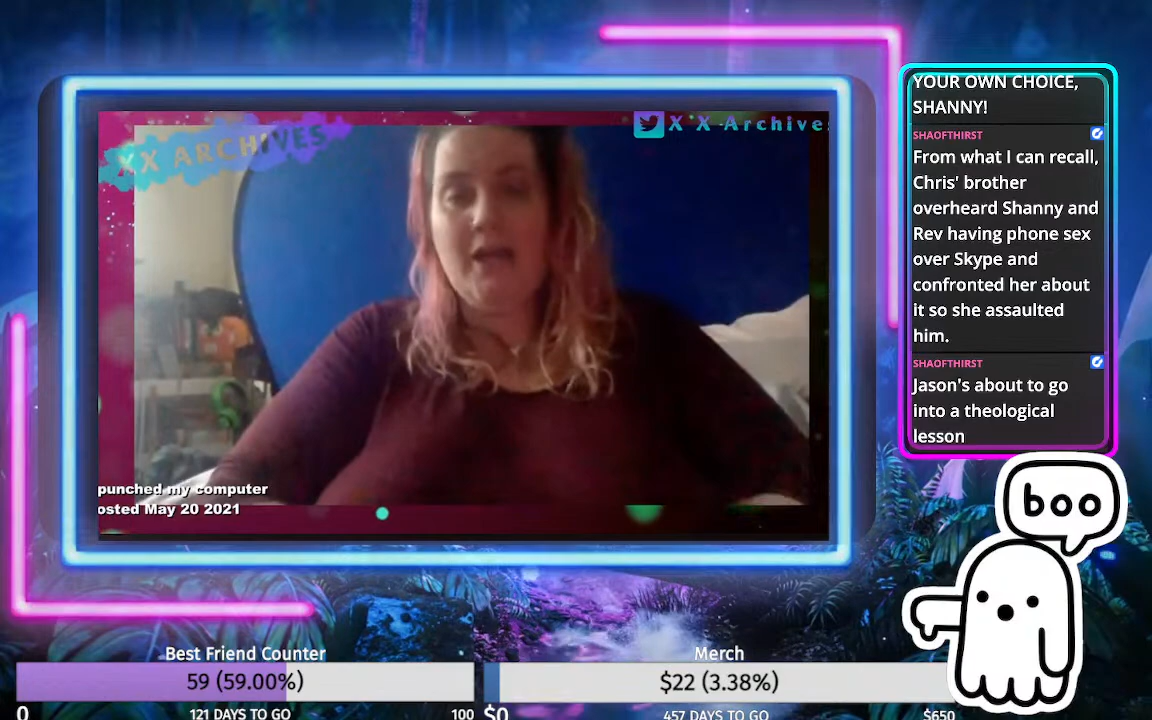 XX ARCHIVES
X X Archives
YOUR OWN CHOICE,
SHANNY!
SHAOFTHIRST
From what I can recall,
Chris' brother
overheard Shanny and
Rev having phone sex
over Skype and
confronted her about
it so she assaulted
him.
SHAOFTHIRST
Jason's about to go
into a theological
lesson
punched my computer
osted May 20 2021
boo
Best Friend Counter
59 (59.00%)
0
121 DAYS TO GO
100
Merch
$22 (3.38%)
$0
457 DAYS TO GO
$650